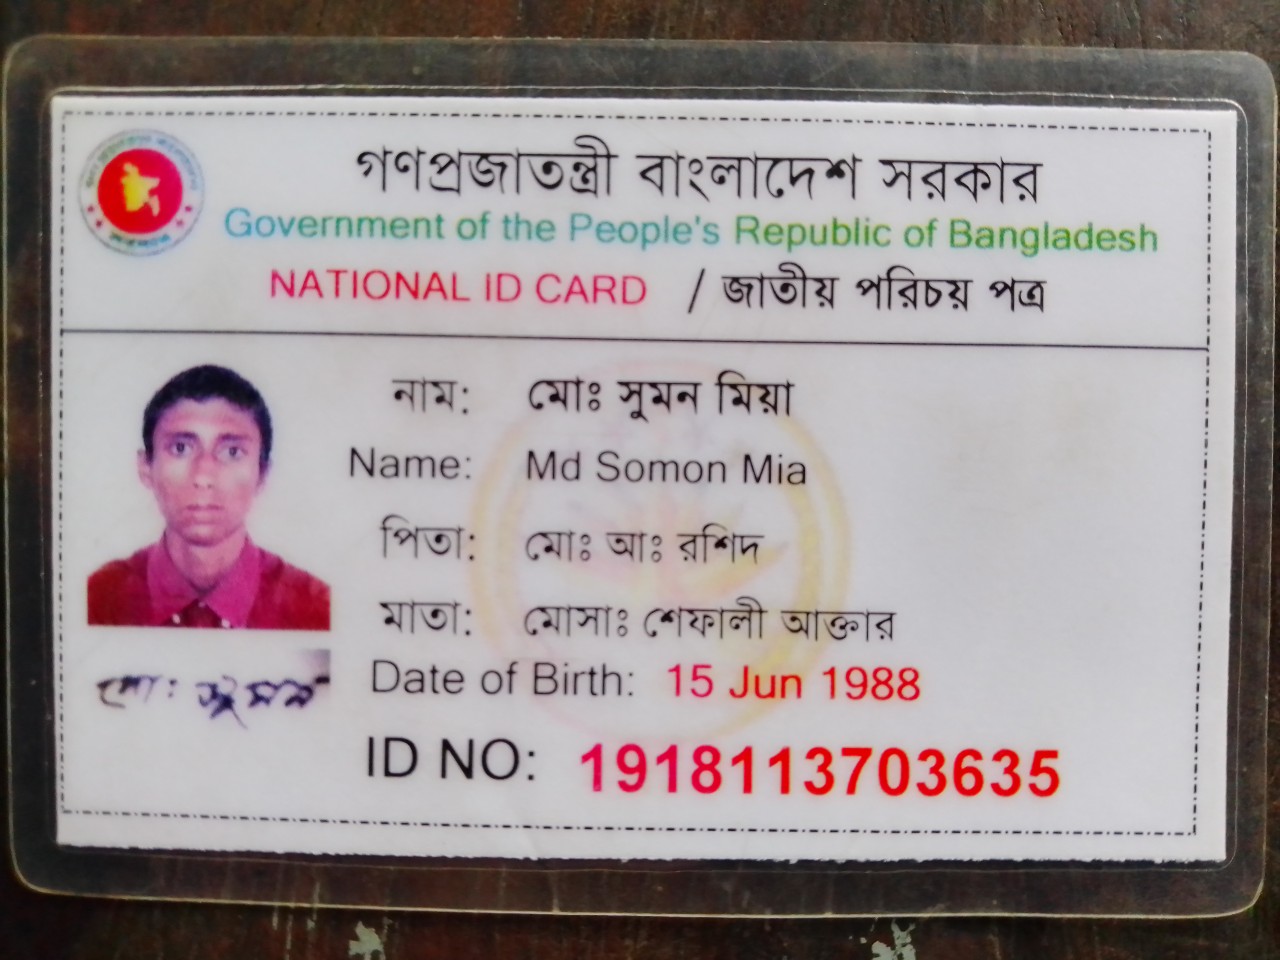 গণপ্রজাতন্ত্রী বাংলাদেশ সরকার
Government of the People's Republic of Bangladesh
NATIONAL ID CARD / জাতীয় পরিচয় পত্র
নাম: মোঃ সুমন মিয়া
Name: Md Somon Mia
পিতা: মোঃ আঃ রশিদ
মাতা: মোসাঃ শেফালী আক্তার
Date of Birth: 15 Jun 1988
ID NO: 1918113703635
মোঃ সুমন